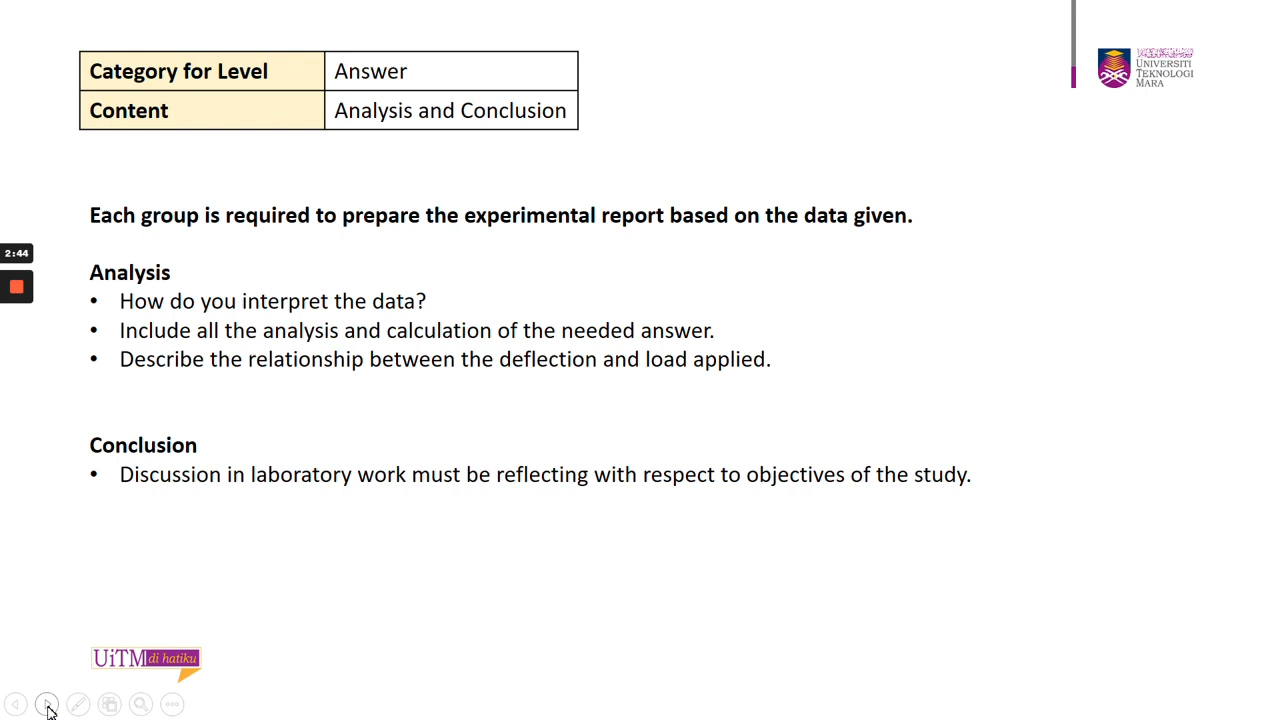 Category for Level Answer
Content Analysis and Conclusion
UNIVERSITI
TEKNOLOGI
MARA
Each group is required to prepare the experimental report based on the data given.
2:44
Analysis
• How do you interpret the data?
• Include all the analysis and calculation of the needed answer.
• Describe the relationship between the deflection and load applied.
Conclusion
• Discussion in laboratory work must be reflecting with respect to objectives of the study.
UiTM di hatiku